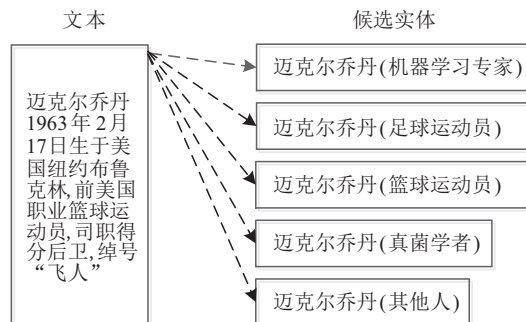 文本
候选实体
迈克尔乔丹
1963年2月
17日生于美
国纽约布鲁
克林,前美国
职业篮球运
动员,司职得
分后卫,绰号
“飞人”
迈克尔乔丹(机器学习专家)
迈克尔乔丹(足球运动员)
迈克尔乔丹(篮球运动员)
迈克尔乔丹(真菌学者)
迈克尔乔丹(其他人)